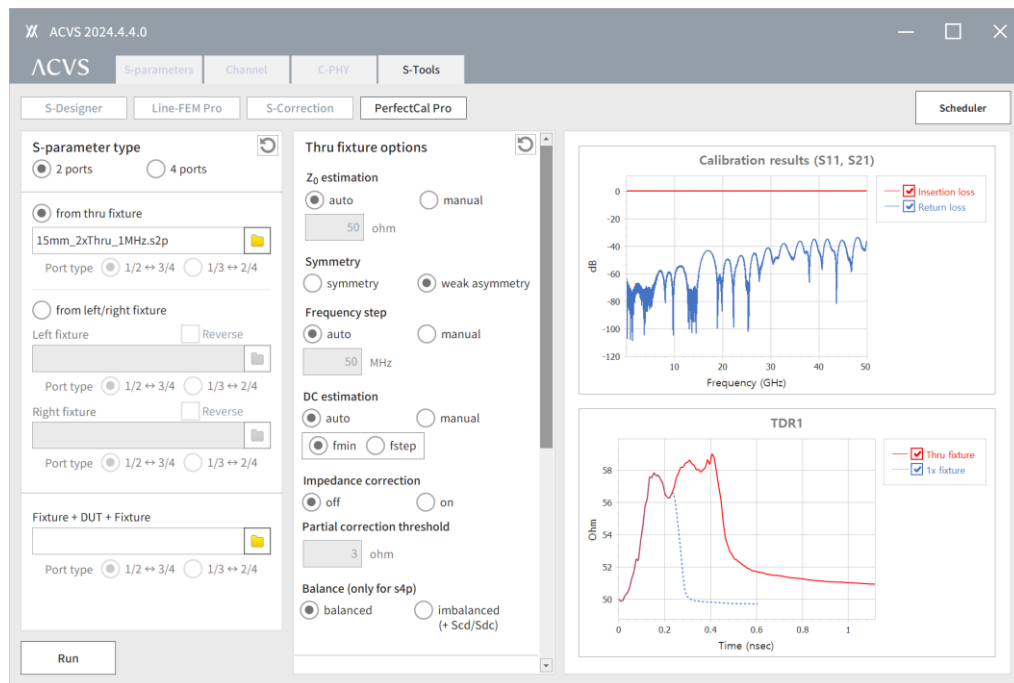 ACVS 2024.4.4.0
ACVS S-parameters Channel C-PHY S-Tools
S-Designer Line-FEM Pro S-Correction PerfectCal Pro Scheduler
S-parameter type
2 ports 4 ports
from thru fixture
15mm_2xThru_1MHz.s2p
Port type 1/2 ↔ 3/4 1/3 ↔ 2/4
from left/right fixture
Left fixture Reverse
Port type 1/2 ↔ 3/4 1/3 ↔ 2/4
Right fixture Reverse
Port type 1/2 ↔ 3/4 1/3 ↔ 2/4
Fixture + DUT + Fixture
Port type 1/2 ↔ 3/4 1/3 ↔ 2/4
Run
Thru fixture options
Z0 estimation
auto manual
50 ohm
Symmetry
symmetry weak asymmetry
Frequency step
auto manual
50 MHz
DC estimation
auto manual
fmin fstep
Impedance correction
off on
Partial correction threshold
3 ohm
Balance (only for s4p)
balanced imbalanced
(+ Scd/Sdc)
Calibration results (S11, S21)
Insertion loss
Return loss
dB
0
-20
-40
-60
-80
-100
-120
10 20 30 40 50
Frequency (GHz)
TDR1
Thru fixture
1x fixture
Ohm
58
56
54
52
50
0 0.2 0.4 0.6 0.8 1
Time (nsec)